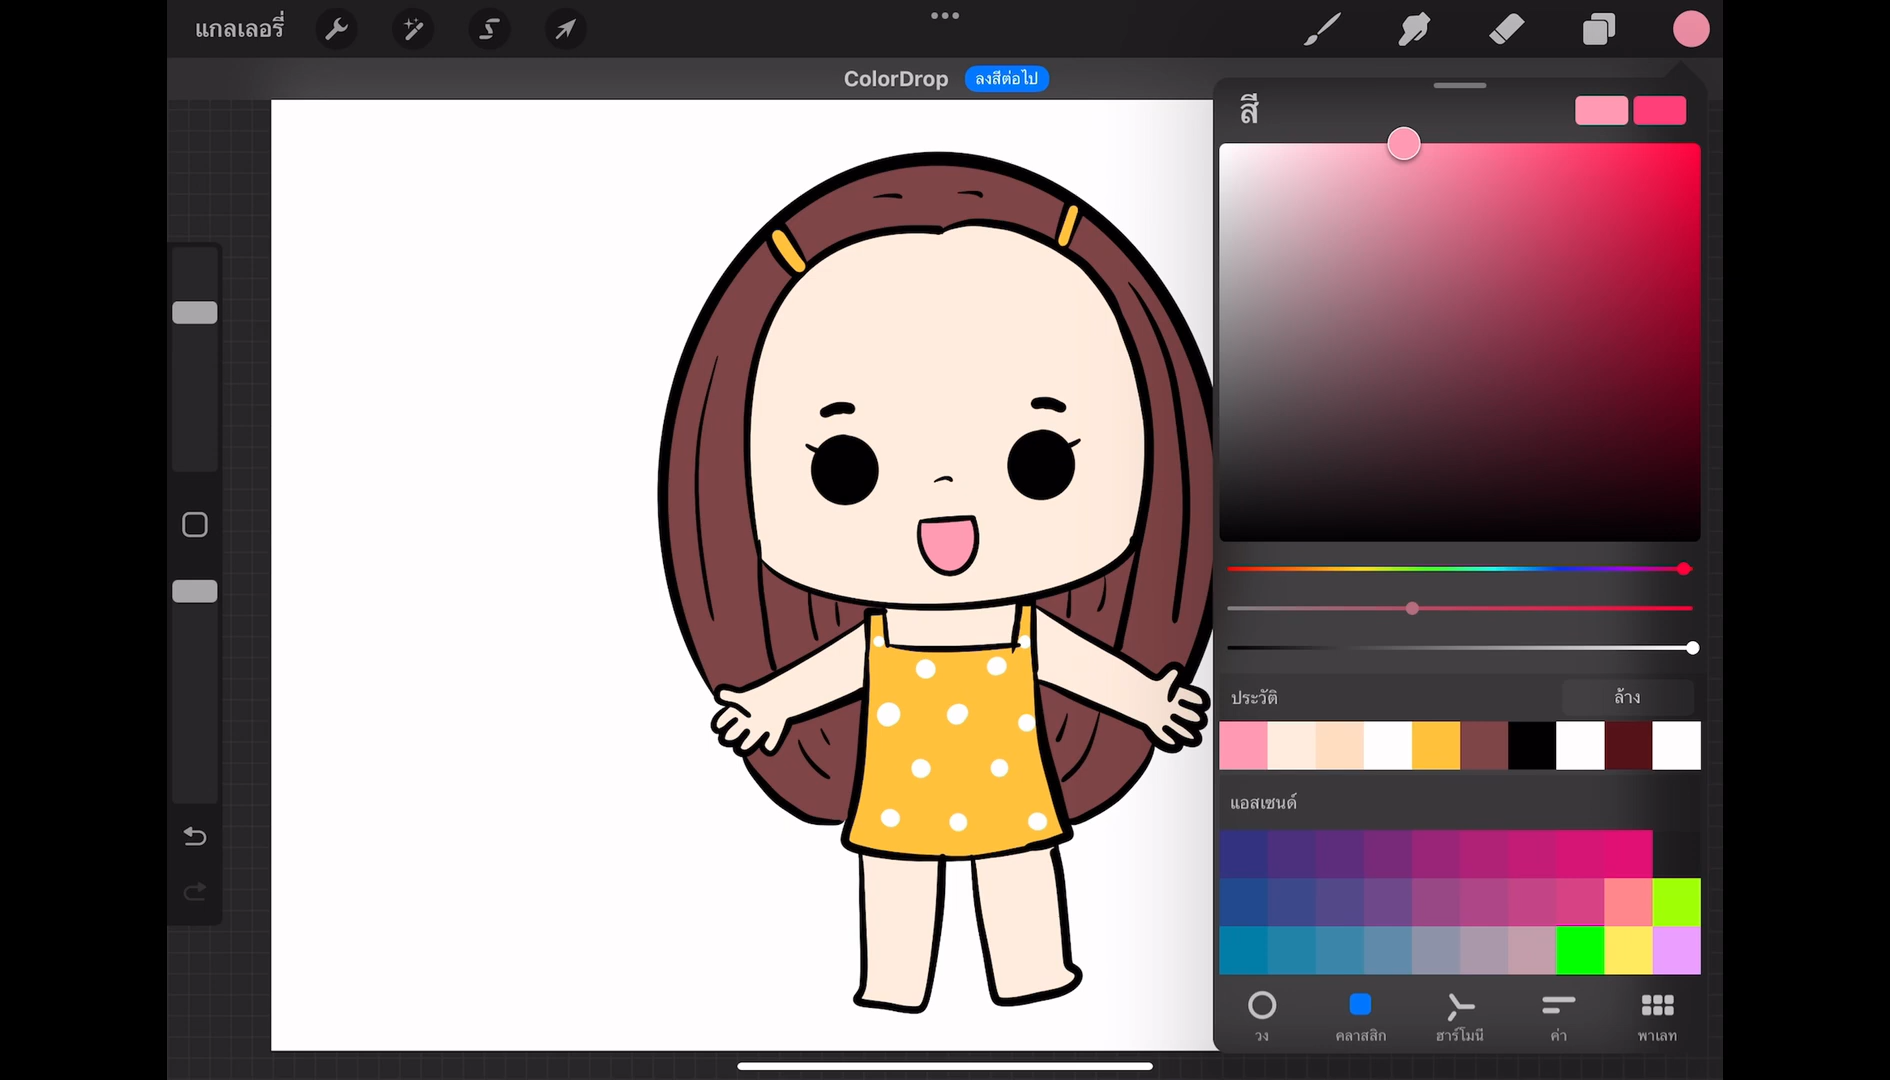 แกลเลอรี่
ColorDrop ลงสีต่อไป
สี
ประวัติ ล้าง
แอสเซนด์
วง คลาสสิก ฮาร์โมนี ค่า พาเลท